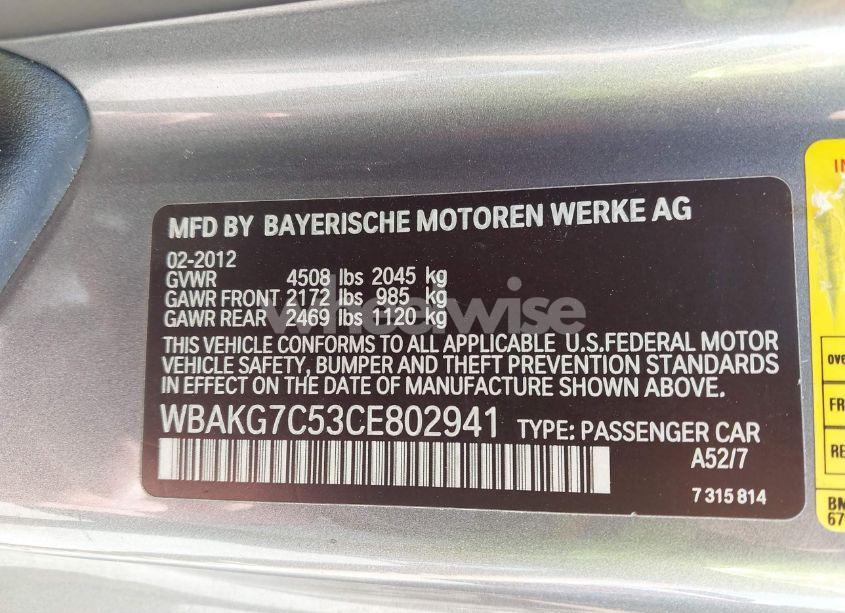 MFD BY BAYERISCHE MOTOREN WERKE AG
02-2012
GVWR 4508 lbs 2045 kg
GAWR FRONT 2172 lbs 985 kg
GAWR REAR 2469 lbs 1120 kg
THIS VEHICLE CONFORMS TO ALL APPLICABLE U.S.FEDERAL MOTOR
VEHICLE SAFETY, BUMPER AND THEFT PREVENTION STANDARDS
IN EFFECT ON THE DATE OF MANUFACTURE SHOWN ABOVE.
WBAKG7C53CE802941 TYPE: PASSENGER CAR
A52/7
7 315 814
wheelwise